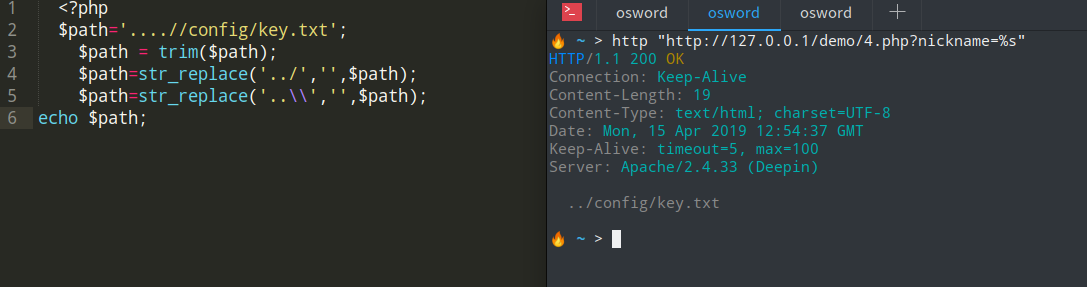 1 <?php
2 $path='....//config/key.txt';
3 $path = trim($path);
4 $path=str_replace('../','',$path);
5 $path=str_replace('..\\','',$path);
6 echo $path;
>_ osword osword osword +
~ > http "http://127.0.0.1/demo/4.php?nickname=%s"
HTTP/1.1 200 OK
Connection: Keep-Alive
Content-Length: 19
Content-Type: text/html; charset=UTF-8
Date: Mon, 15 Apr 2019 12:54:37 GMT
Keep-Alive: timeout=5, max=100
Server: Apache/2.4.33 (Deepin)
../config/key.txt
~ >